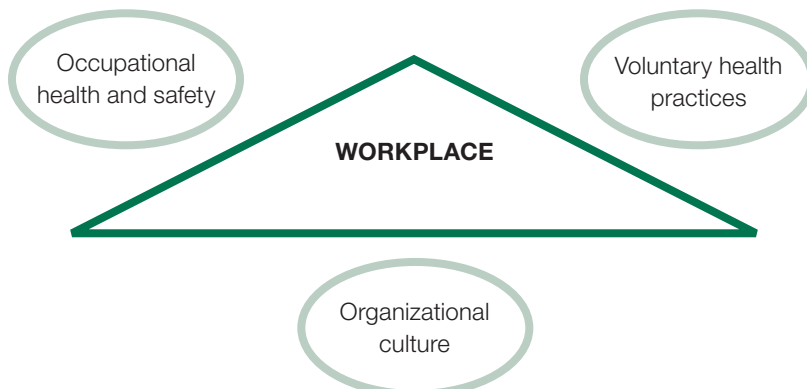 Occupational
health and safety
Voluntary health
practices
WORKPLACE
Organizational
culture